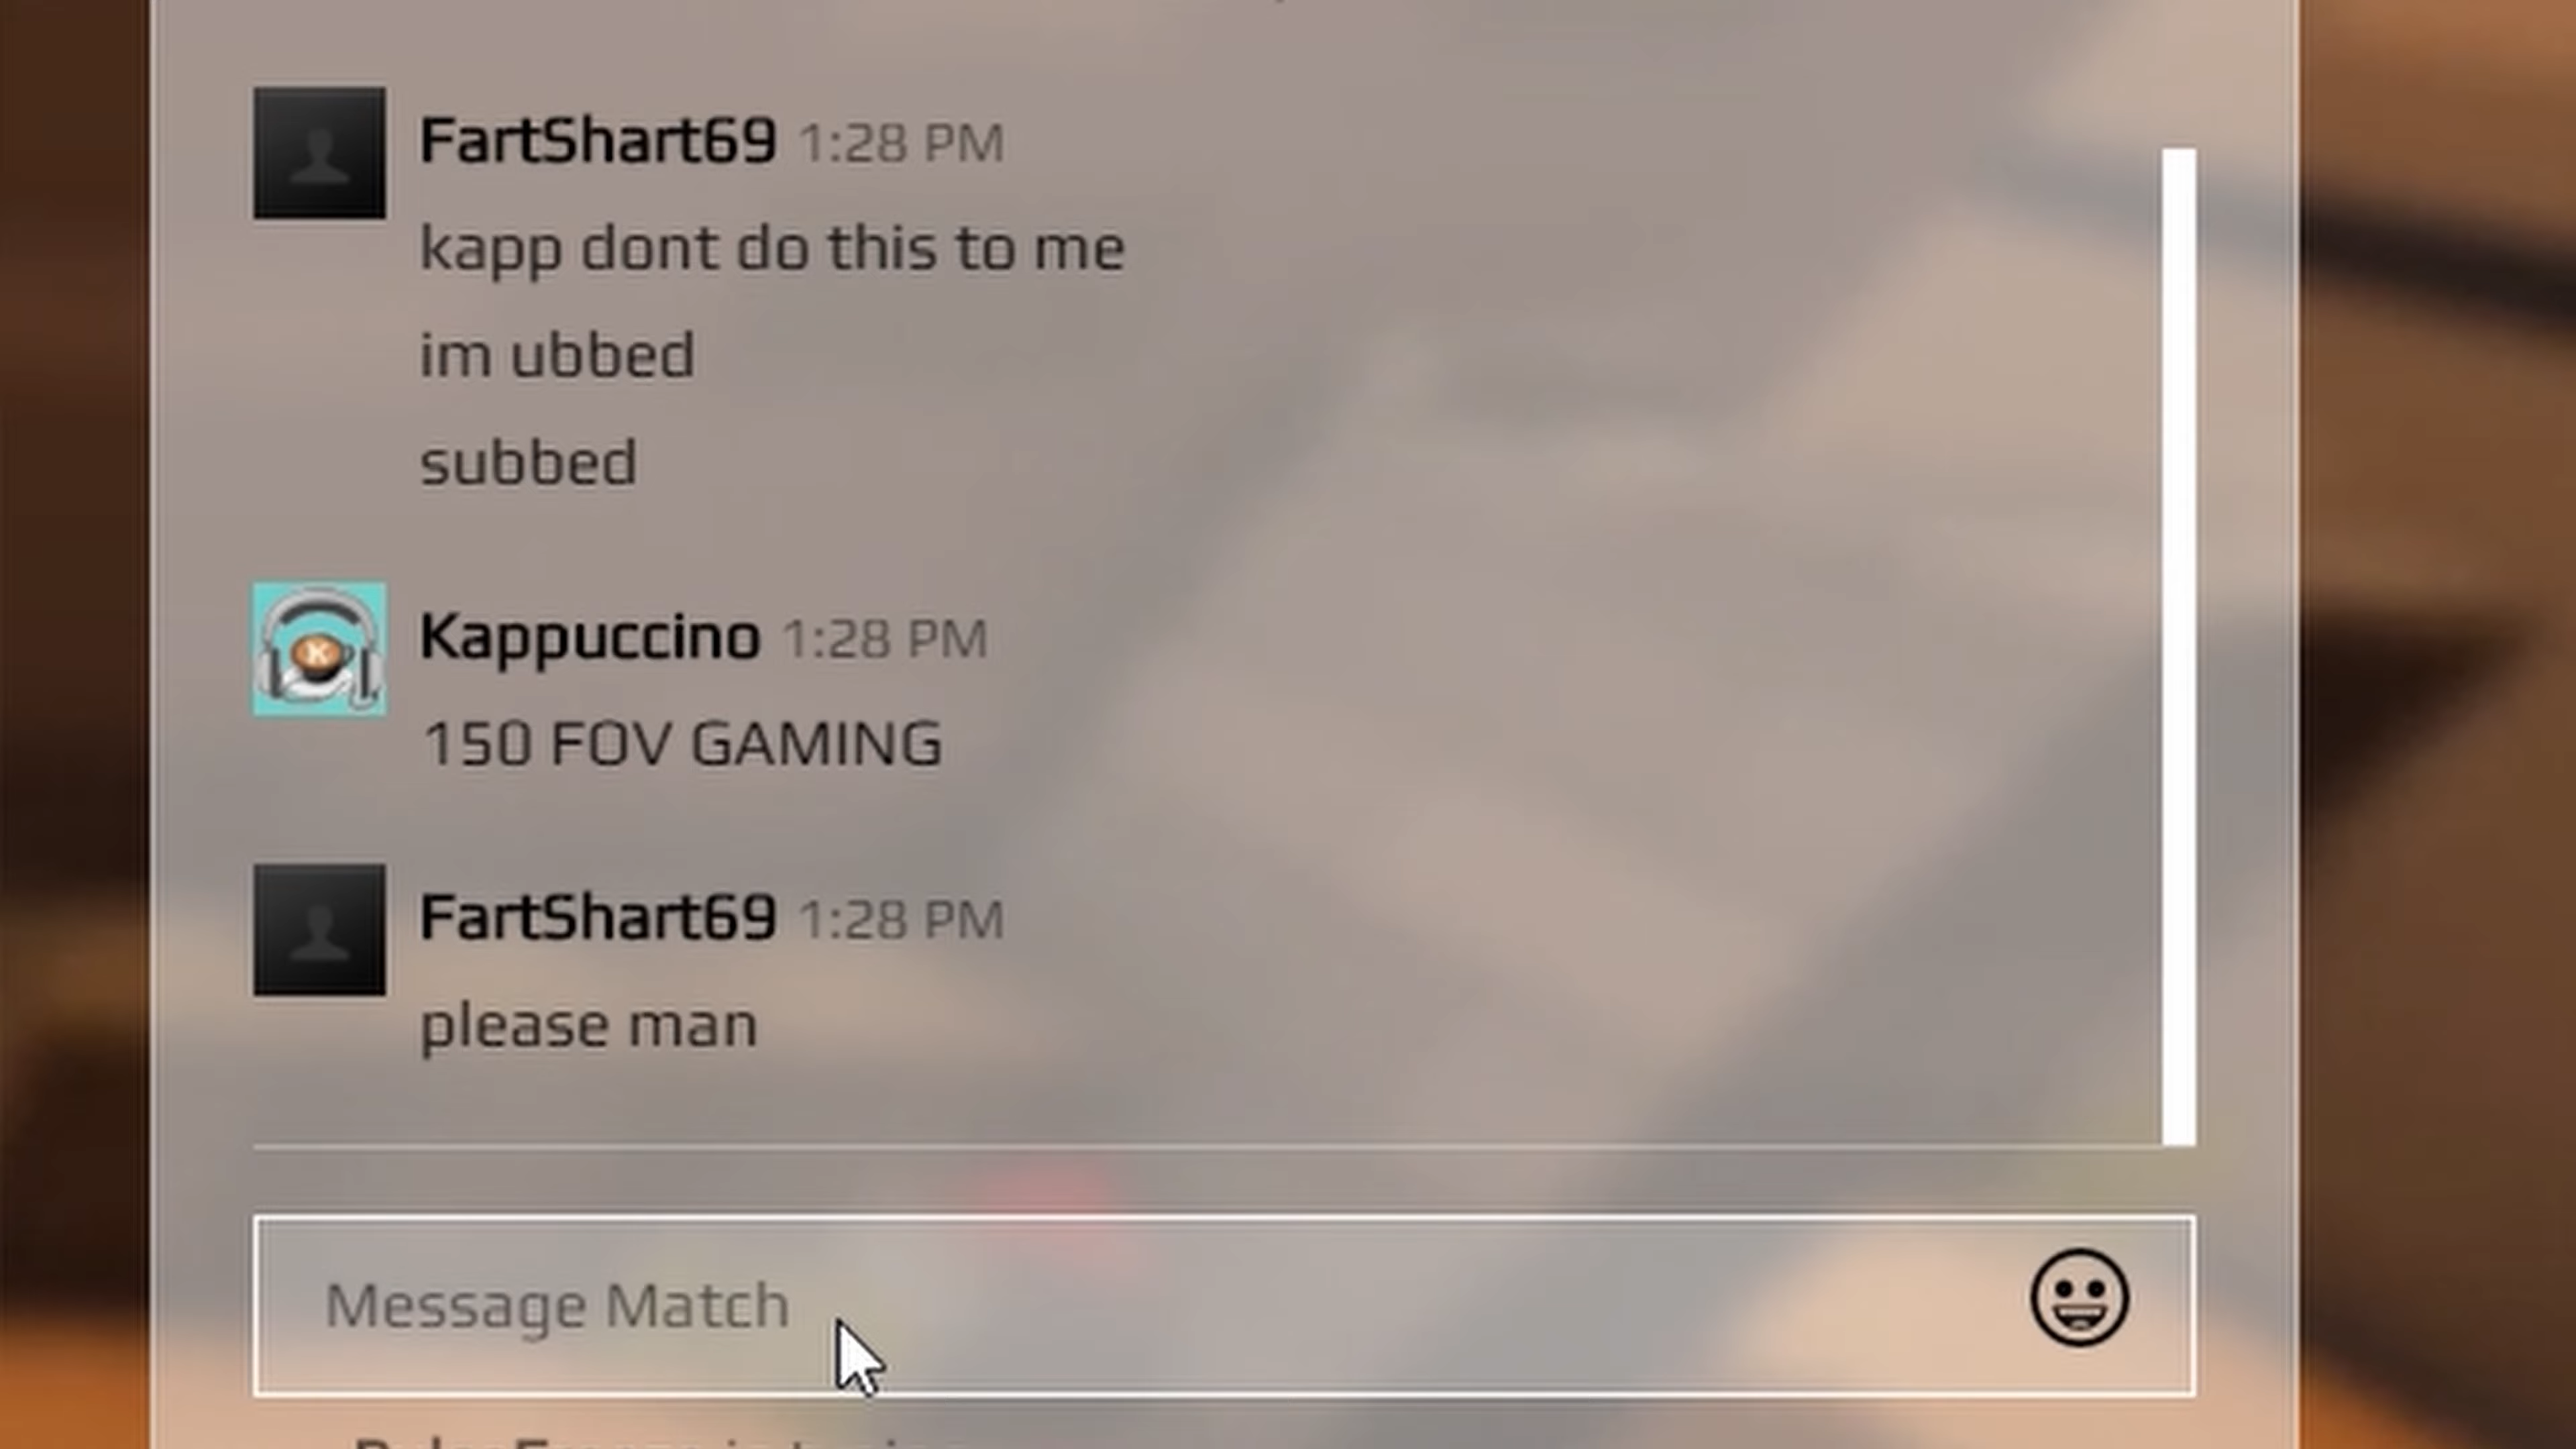 FartShart69 1:28 PM
kapp dont do this to me
im ubbed
subbed
K
Kappuccino 1:28 PM
150 FOV GAMING
FartShart69 1:28 PM
please man
Message Match